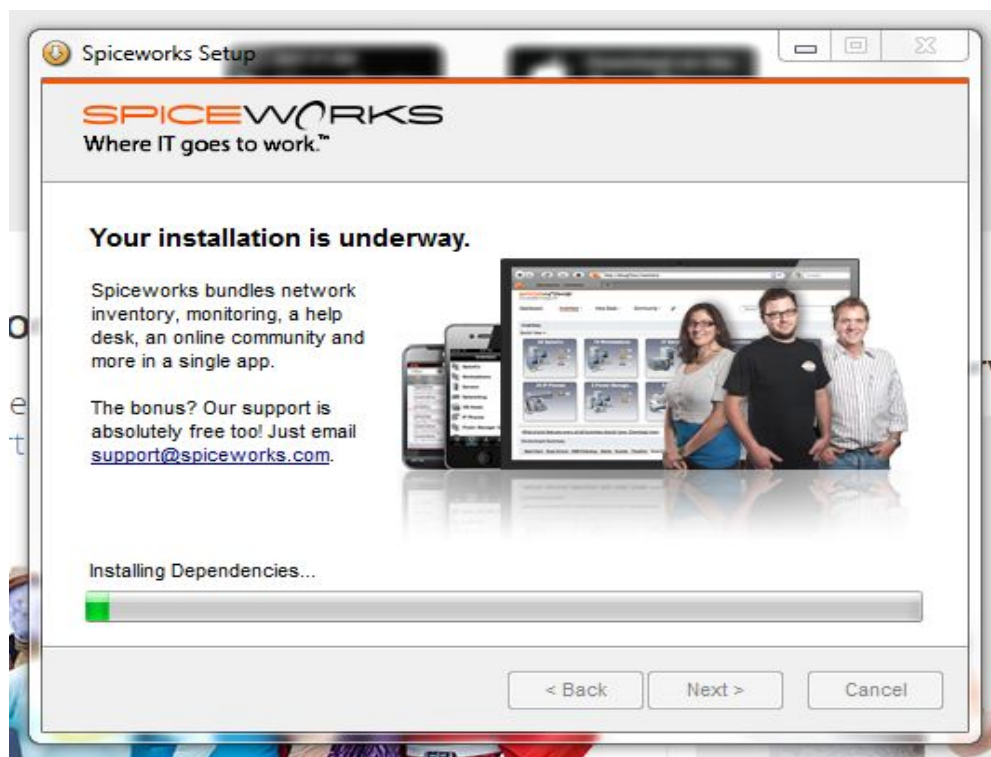 Spiceworks Setup
SPICEWORKS
Where IT goes to work.™
Your installation is underway.
Spiceworks bundles network
inventory, monitoring, a help
desk, an online community and
more in a single app.
The bonus? Our support is
absolutely free too! Just email
support@spiceworks.com.
Installing Dependencies...
< Back
Next >
Cancel